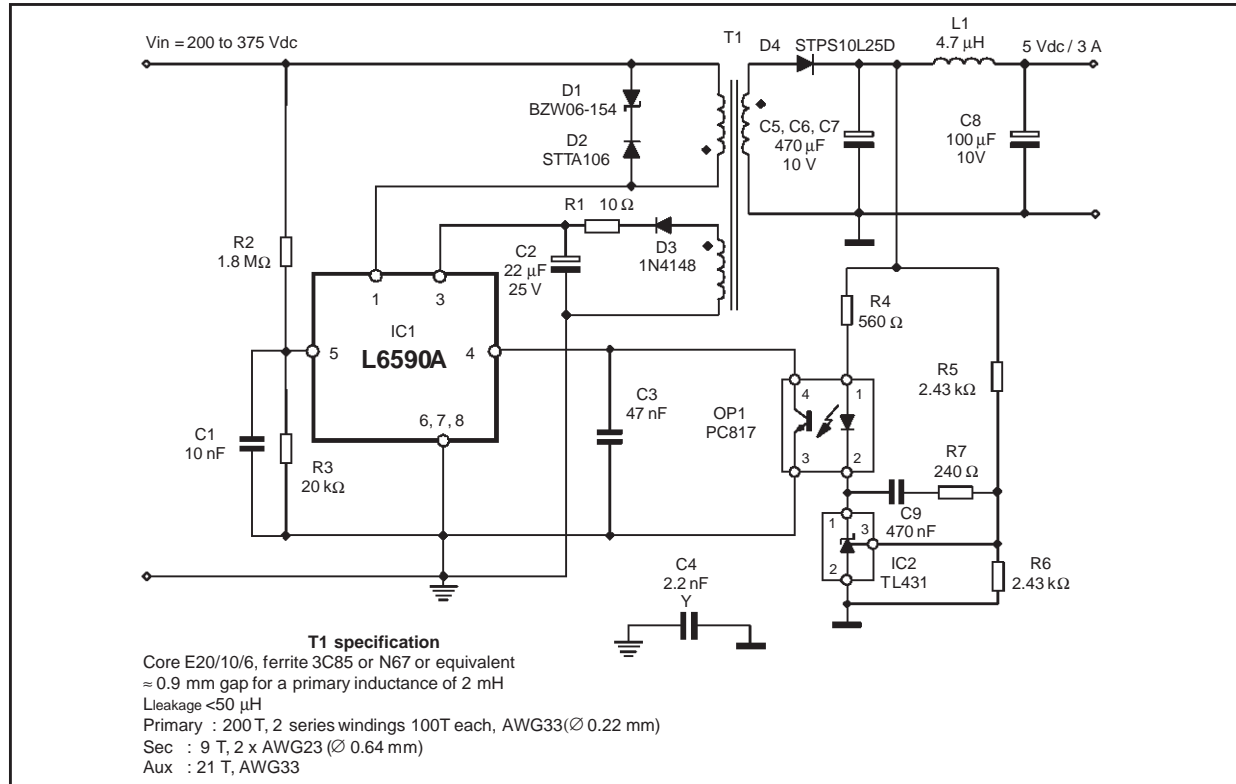 Vin = 200 to 375 Vdc
T1
D4
STPS10L25D
L1
4.7 µH
5 Vdc / 3 A
D1
BZW06-154
D2
STTA106
C5, C6, C7
470 µF
10 V
C8
100 µF
10V
R1
10 Ω
R2
1.8 MΩ
C2
22 µF
25 V
D3
1N4148
1
3
IC1
L6590A
5
4
6, 7, 8
R4
560 Ω
R5
2.43 kΩ
C1
10 nF
R3
20 kΩ
C3
47 nF
OP1
PC817
4
1
3
2
R7
240 Ω
C9
470 nF
1
3
2
IC2
TL431
R6
2.43 kΩ
C4
2.2 nF
Y
T1 specification
Core E20/10/6, ferrite 3C85 or N67 or equivalent
≈ 0.9 mm gap for a primary inductance of 2 mH
Lleakage <50 µH
Primary : 200 T, 2 series windings 100T each, AWG33(∅ 0.22 mm)
Sec : 9 T, 2 x AWG23 (∅ 0.64 mm)
Aux : 21 T, AWG33